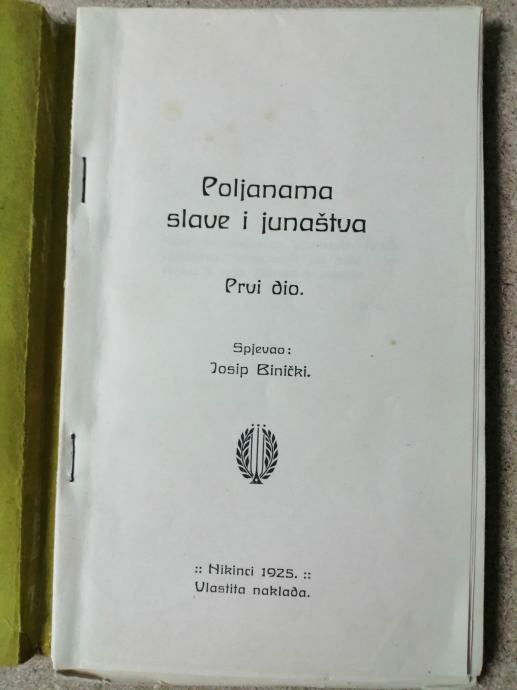 Poljanama
slave i junaštva
Prvi dio.
Spjevao:
Josip Binički.
:: Nikinci 1925. ::
Vlastita naklada.